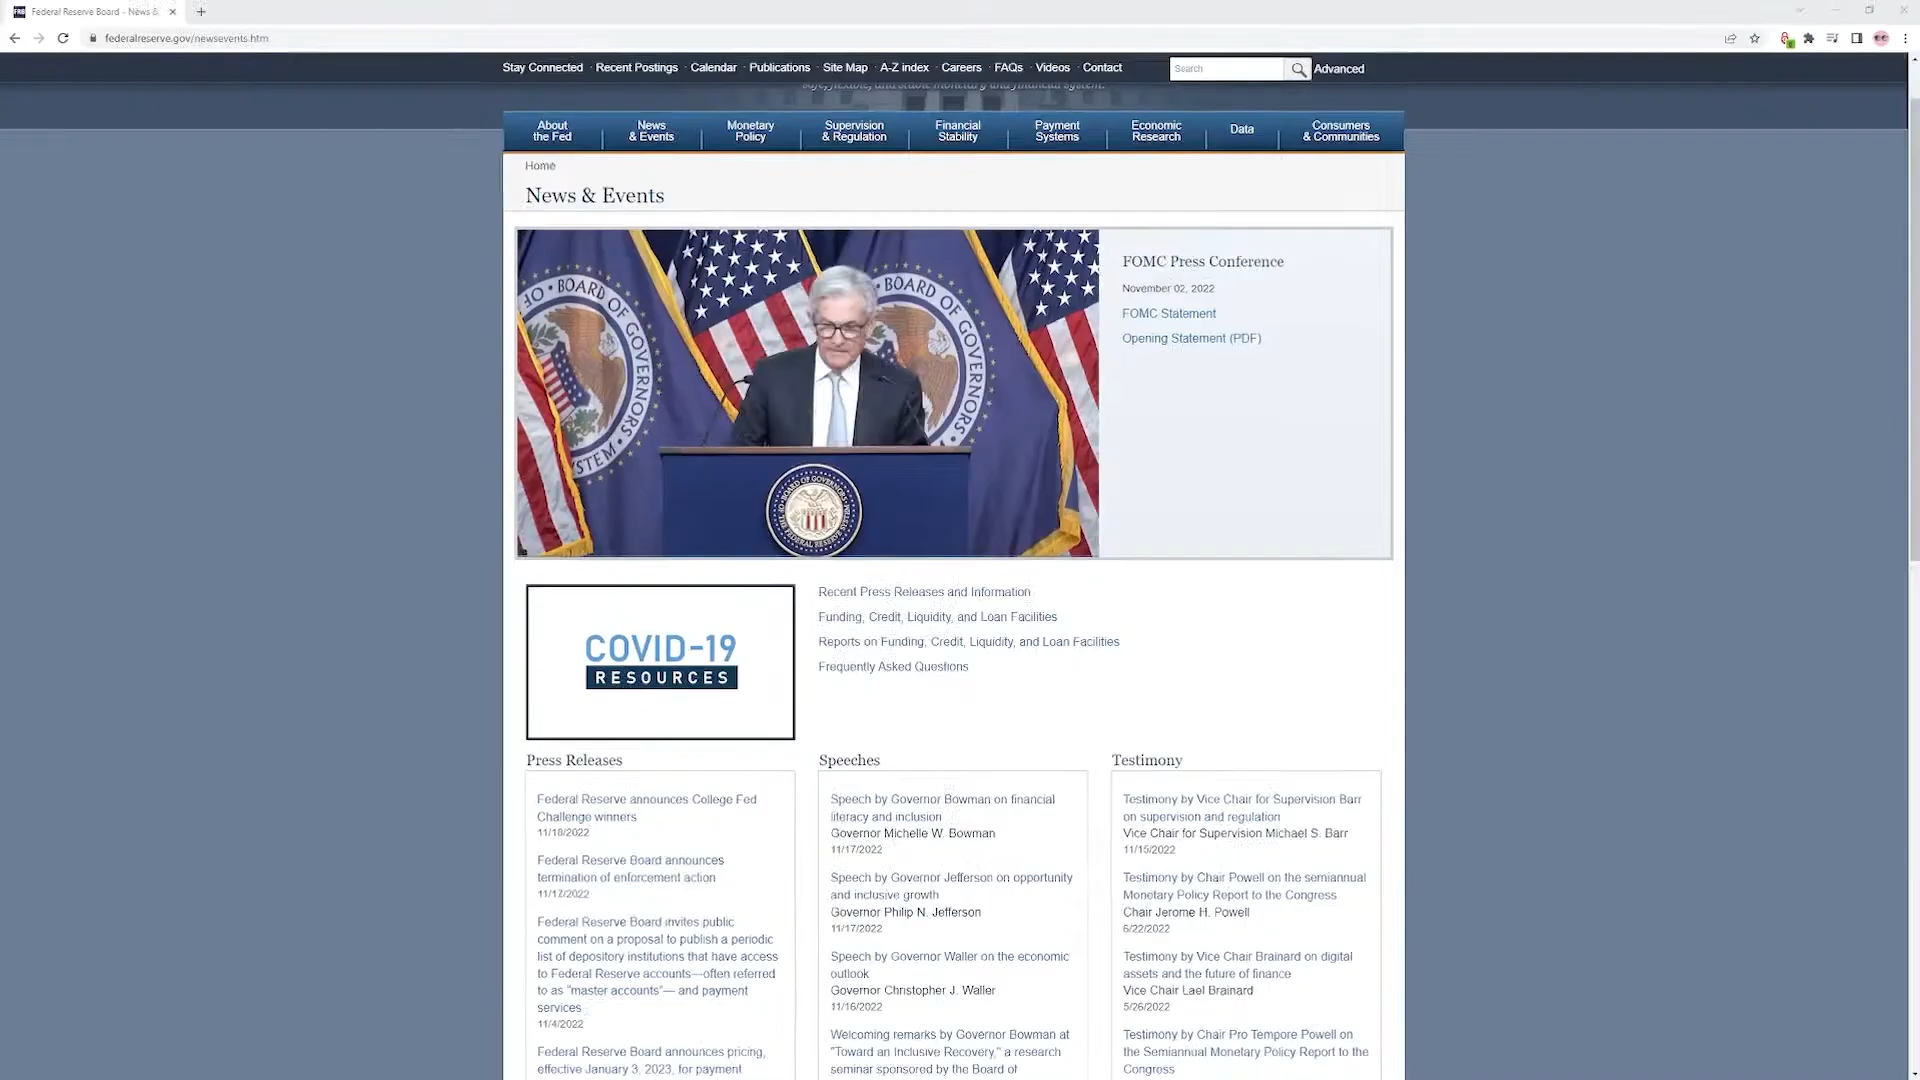 Federal Reserve Board - News &
federalreserve.gov/newsevents.htm
Stay Connected Recent Postings Calendar Publications Site Map A-Z index Careers FAQs Videos Contact
Search
Advanced
safe, flexible, and stable monetary and financial system.
About
the Fed
News
& Events
Monetary
Policy
Supervision
& Regulation
Financial
Stability
Payment
Systems
Economic
Research
Data
Consumers
& Communities
Home
News & Events
BOARD OF GOVERNORS
SYSTEM
BOARD OF GOVERNORS
BOARD OF GOVERNORS
OF THE FEDERAL RESERVE SYSTEM
FOMC Press Conference
November 02, 2022
FOMC Statement
Opening Statement (PDF)
COVID-19
RESOURCES
Recent Press Releases and Information
Funding, Credit, Liquidity, and Loan Facilities
Reports on Funding, Credit, Liquidity, and Loan Facilities
Frequently Asked Questions
Press Releases
Federal Reserve announces College Fed
Challenge winners
11/18/2022
Federal Reserve Board announces
termination of enforcement action
11/17/2022
Federal Reserve Board invites public
comment on a proposal to publish a periodic
list of depository institutions that have access
to Federal Reserve accounts—often referred
to as "master accounts"— and payment
services
11/4/2022
Federal Reserve Board announces pricing,
effective January 3, 2023, for payment
Speeches
Speech by Governor Bowman on financial
literacy and inclusion
Governor Michelle W. Bowman
11/17/2022
Speech by Governor Jefferson on opportunity
and inclusive growth
Governor Philip N. Jefferson
11/17/2022
Speech by Governor Waller on the economic
outlook
Governor Christopher J. Waller
11/16/2022
Welcoming remarks by Governor Bowman at
"Toward an Inclusive Recovery," a research
seminar sponsored by the Board of
Testimony
Testimony by Vice Chair for Supervision Barr
on supervision and regulation
Vice Chair for Supervision Michael S. Barr
11/15/2022
Testimony by Chair Powell on the semiannual
Monetary Policy Report to the Congress
Chair Jerome H. Powell
6/22/2022
Testimony by Vice Chair Brainard on digital
assets and the future of finance
Vice Chair Lael Brainard
5/26/2022
Testimony by Chair Pro Tempore Powell on
the Semiannual Monetary Policy Report to the
Congress